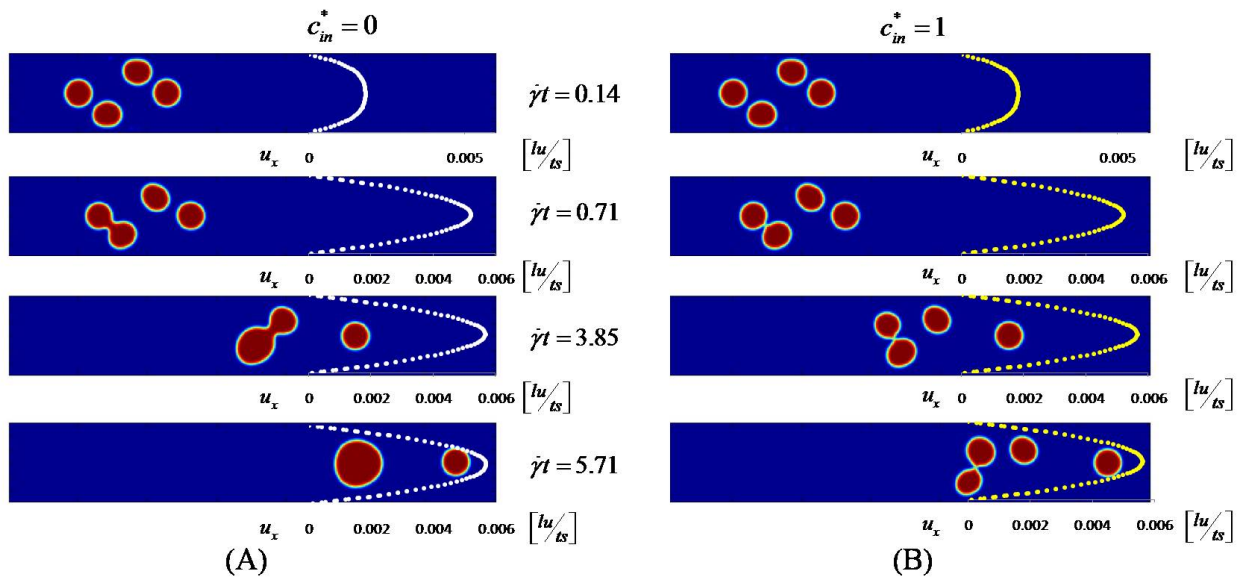 c*in = 0
γ̇t = 0.14
ux 0 0.005 [lu/ts]
γ̇t = 0.71
ux 0 0.002 0.004 0.006 [lu/ts]
γ̇t = 3.85
ux 0 0.002 0.004 0.006 [lu/ts]
γ̇t = 5.71
ux 0 0.002 0.004 0.006 [lu/ts]
(A)
c*in = 1
ux 0 0.005 [lu/ts]
ux 0 0.002 0.004 0.006 [lu/ts]
ux 0 0.002 0.004 0.006 [lu/ts]
ux 0 0.002 0.004 0.006 [lu/ts]
(B)